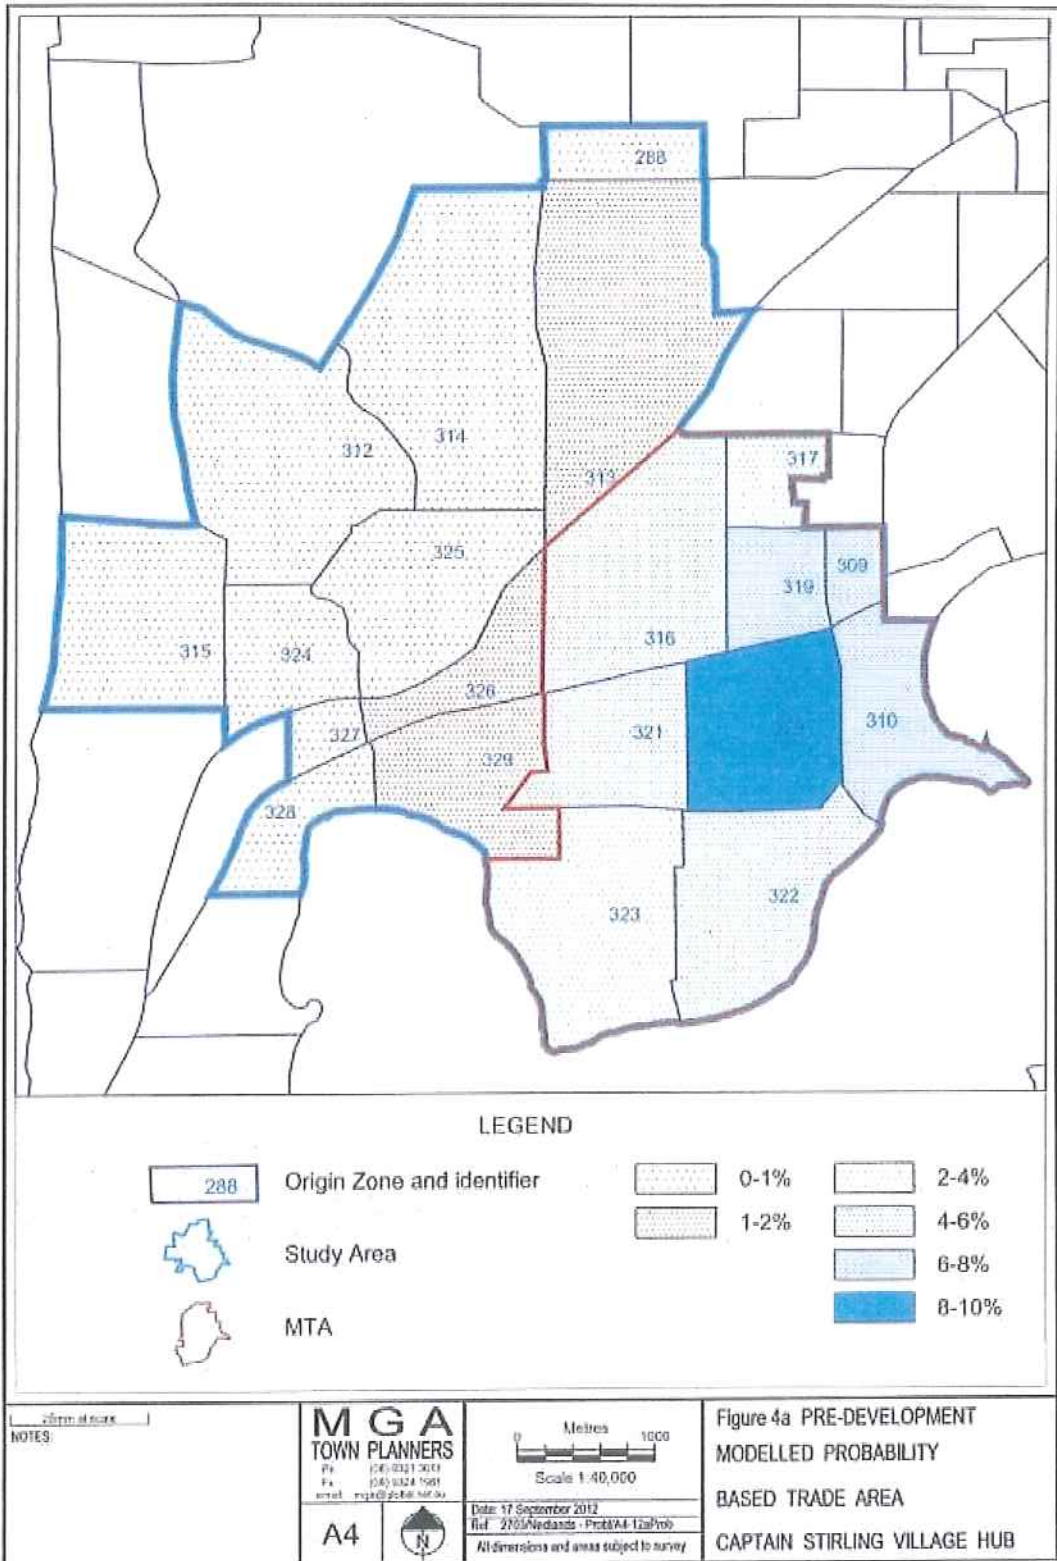 288
313
314
312
317
325
319
309
315
324
316
326
327
321
310
329
328
322
323
LEGEND
288 Origin Zone and identifier
Study Area
MTA
0-1%
1-2%
2-4%
4-6%
6-8%
8-10%
NOTES:
MGA
TOWN PLANNERS
A4
N
Metres
0 1000
Scale 1:40,000
Date: 17 September 2012
All dimensions and areas subject to survey
Figure 4a PRE-DEVELOPMENT
MODELLED PROBABILITY
BASED TRADE AREA
CAPTAIN STIRLING VILLAGE HUB